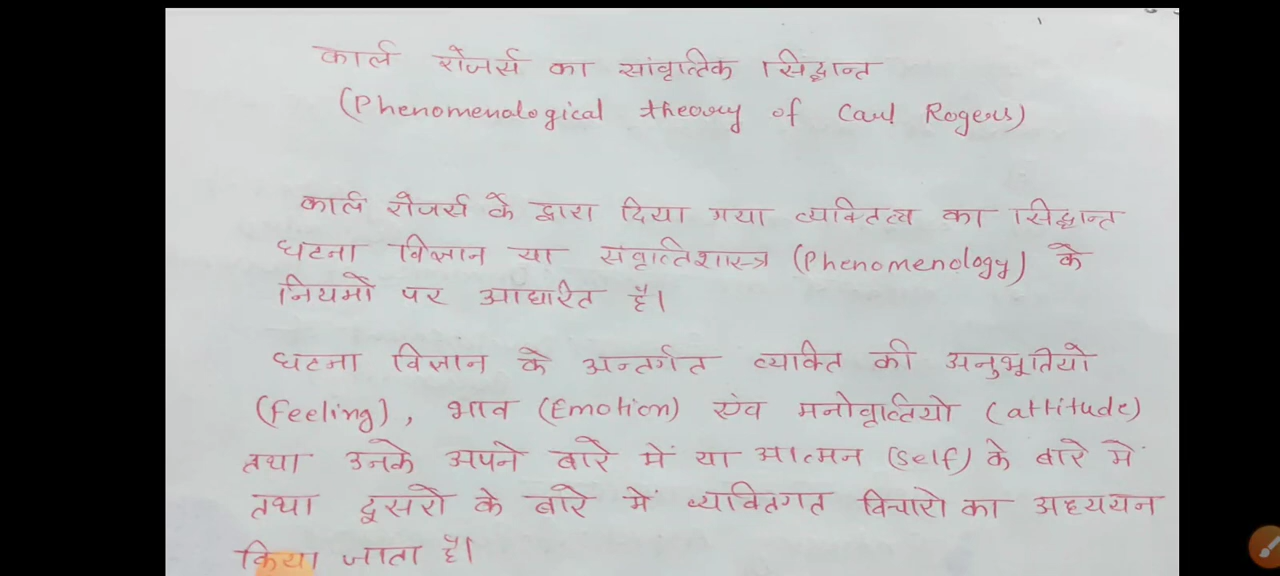 कार्ल रोजर्स का सांवृत्तिक सिद्धान्त
(Phenomenological theory of Carl Rogers)
कार्ल रोजर्स के द्वारा दिया गया व्यक्तित्व का सिद्धान्त
घटना विज्ञान या संवृत्तिशास्त्र (Phenomenology) के
नियमों पर आधारित है।
घटना विज्ञान के अन्तर्गत व्यक्ति की अनुभूतियो
(feeling), भाव (Emotion) एंव मनोवृत्तियो (attitude)
तथा उनके अपने बारे में या आत्मन (Self) के बारे में
तथा दूसरो के बारे में व्यक्तिगत विचारो का अध्ययन
किया जाता है।